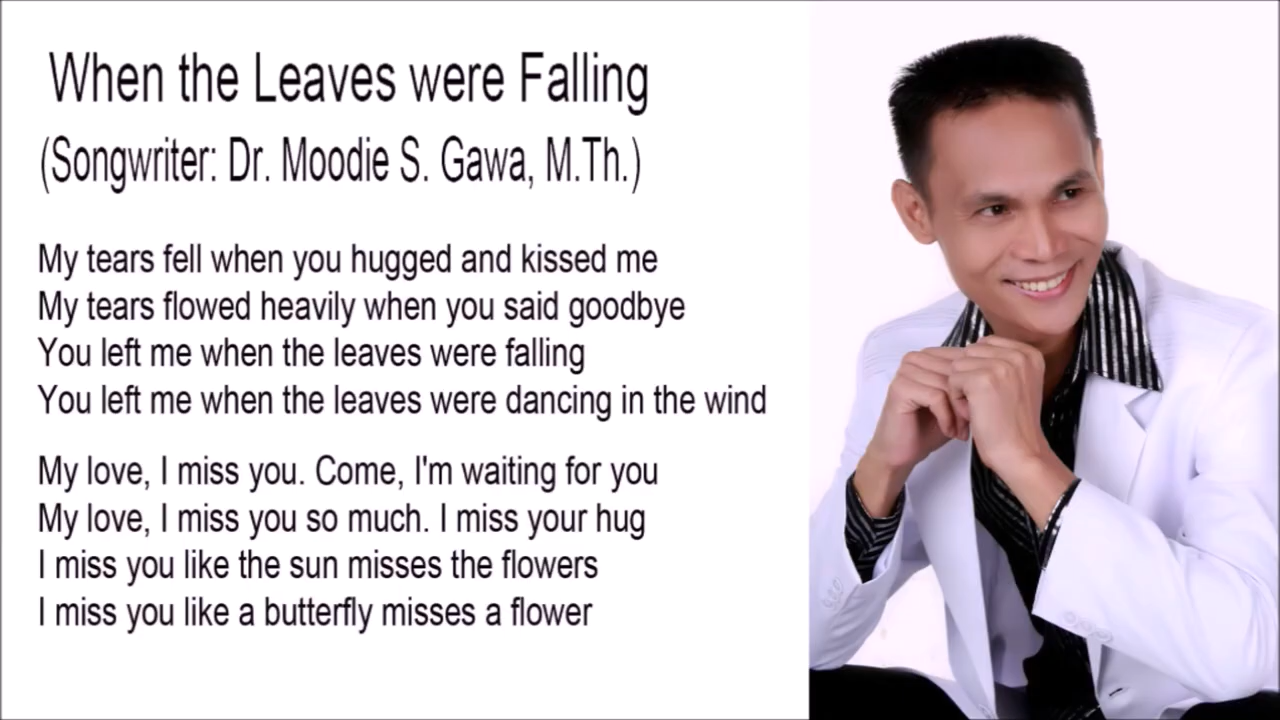 When the Leaves were Falling
(Songwriter: Dr. Moodie S. Gawa, M.Th.)
My tears fell when you hugged and kissed me
My tears flowed heavily when you said goodbye
You left me when the leaves were falling
You left me when the leaves were dancing in the wind
My love, I miss you. Come, I'm waiting for you
My love, I miss you so much. I miss your hug
I miss you like the sun misses the flowers
I miss you like a butterfly misses a flower